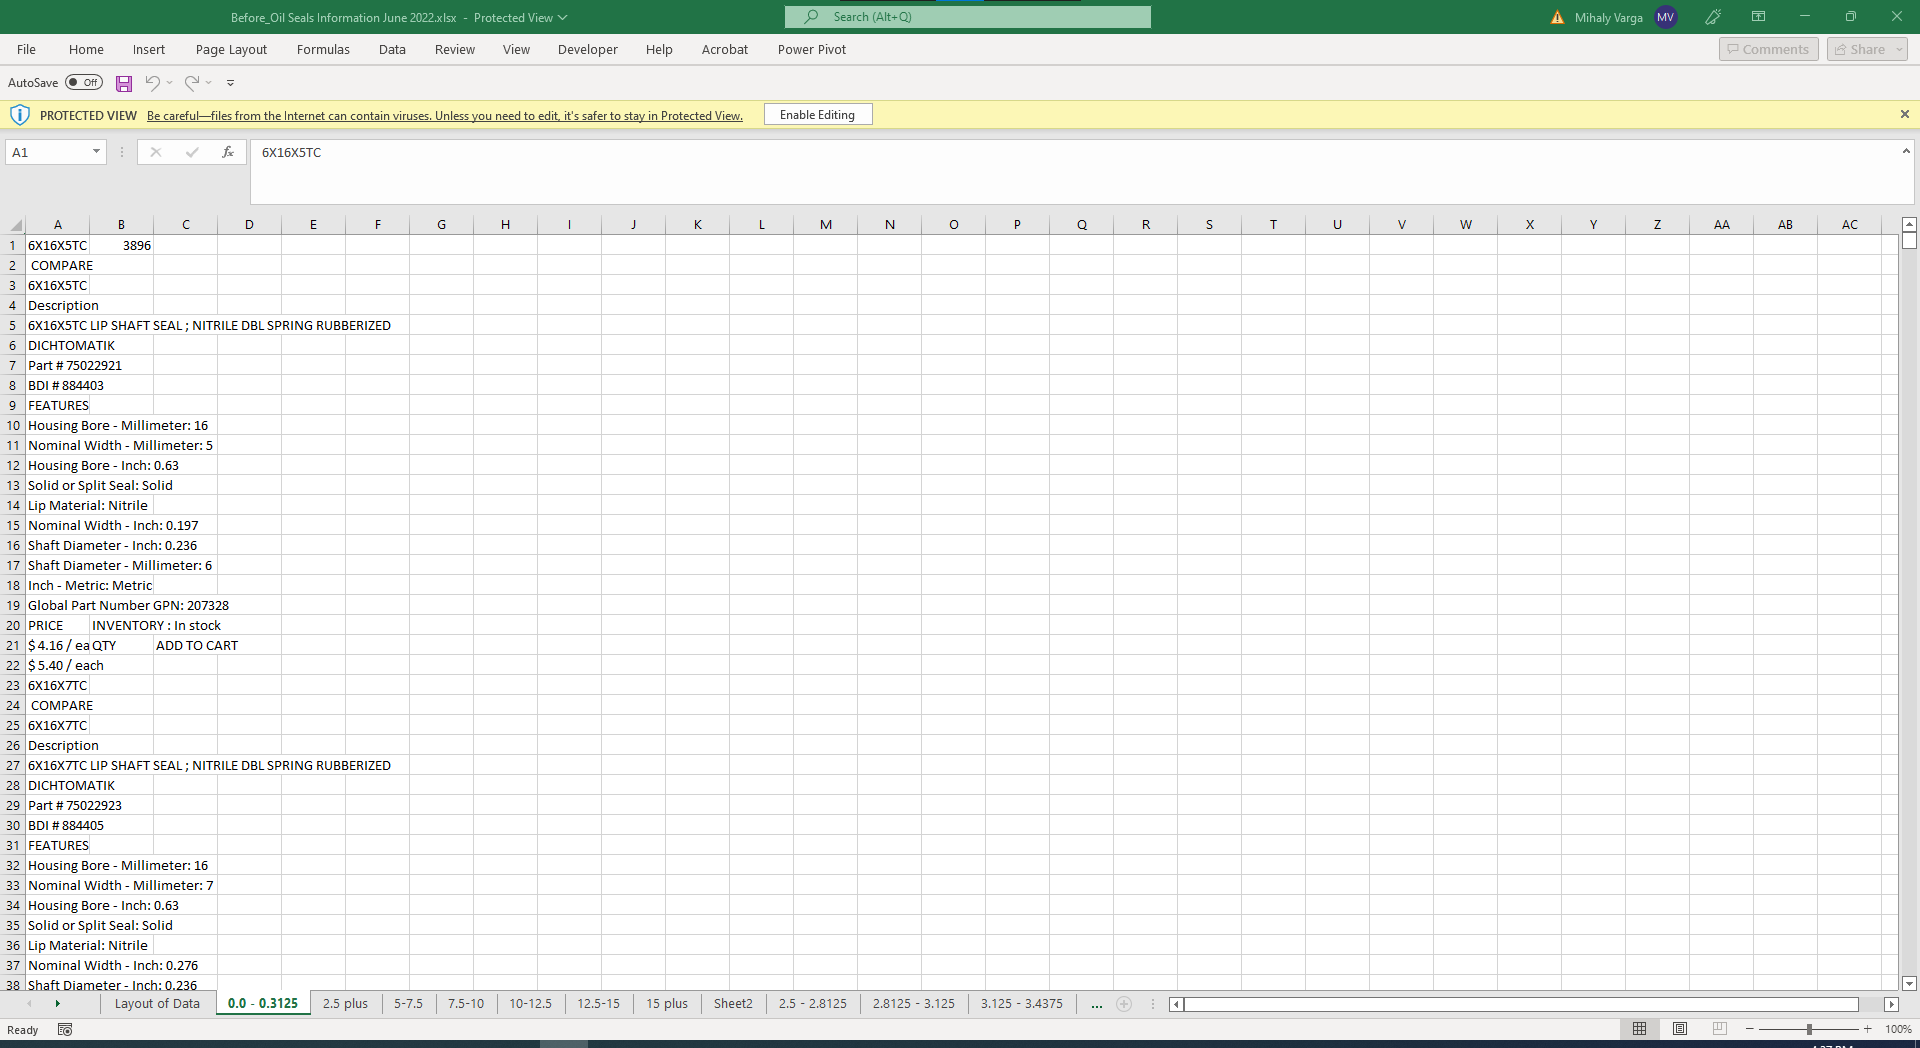 Before_Oil Seals Information June 2022.xlsx - Protected View
Search (Alt+Q)
Mihaly Varga MV
File Home Insert Page Layout Formulas Data Review View Developer Help Acrobat Power Pivot
Comments Share
AutoSave Off
PROTECTED VIEW Be careful—files from the Internet can contain viruses. Unless you need to edit, it's safer to stay in Protected View. Enable Editing
A1 fx 6X16X5TC
A B C D E F G H I J K L M N O P Q R S T U V W X Y Z AA AB AC
1 6X16X5TC 3896
2 COMPARE
3 6X16X5TC
4 Description
5 6X16X5TC LIP SHAFT SEAL ; NITRILE DBL SPRING RUBBERIZED
6 DICHTOMATIK
7 Part # 75022921
8 BDI # 884403
9 FEATURES
10 Housing Bore - Millimeter: 16
11 Nominal Width - Millimeter: 5
12 Housing Bore - Inch: 0.63
13 Solid or Split Seal: Solid
14 Lip Material: Nitrile
15 Nominal Width - Inch: 0.197
16 Shaft Diameter - Inch: 0.236
17 Shaft Diameter - Millimeter: 6
18 Inch - Metric: Metric
19 Global Part Number GPN: 207328
20 PRICE INVENTORY : In stock
21 $ 4.16 / ea QTY ADD TO CART
22 $ 5.40 / each
23 6X16X7TC
24 COMPARE
25 6X16X7TC
26 Description
27 6X16X7TC LIP SHAFT SEAL ; NITRILE DBL SPRING RUBBERIZED
28 DICHTOMATIK
29 Part # 75022923
30 BDI # 884405
31 FEATURES
32 Housing Bore - Millimeter: 16
33 Nominal Width - Millimeter: 7
34 Housing Bore - Inch: 0.63
35 Solid or Split Seal: Solid
36 Lip Material: Nitrile
37 Nominal Width - Inch: 0.276
38 Shaft Diameter - Inch: 0.236
Layout of Data 0.0 - 0.3125 2.5 plus 5-7.5 7.5-10 10-12.5 12.5-15 15 plus Sheet2 2.5 - 2.8125 2.8125 - 3.125 3.125 - 3.4375 ...
Ready 100%